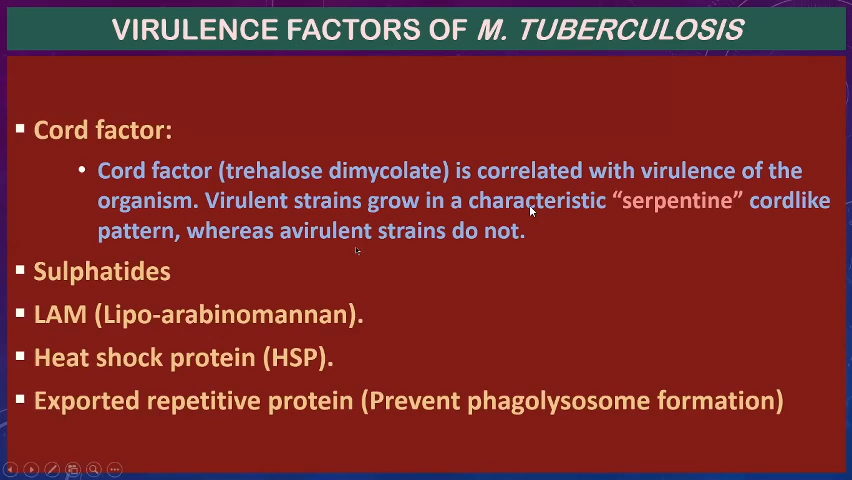 VIRULENCE FACTORS OF M. TUBERCULOSIS
Cord factor:
Cord factor (trehalose dimycolate) is correlated with virulence of the
organism. Virulent strains grow in a characteristic “serpentine” cordlike
pattern, whereas avirulent strains do not.
Sulphatides
LAM (Lipo-arabinomannan).
Heat shock protein (HSP).
Exported repetitive protein (Prevent phagolysosome formation)